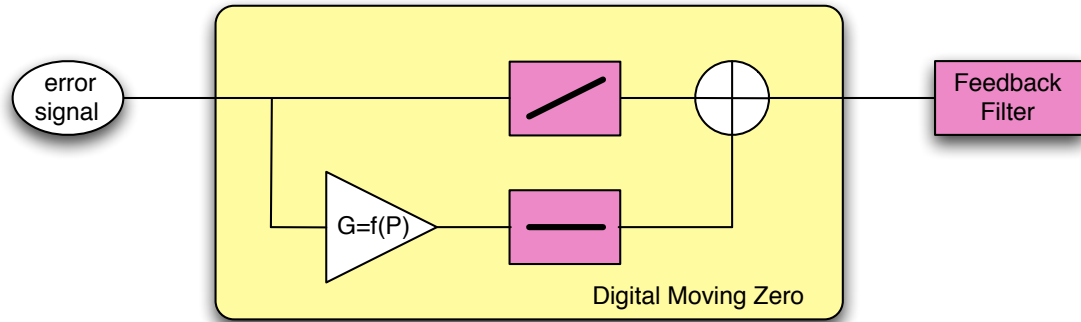 error
signal
Feedback
Filter
G=f(P)
Digital Moving Zero